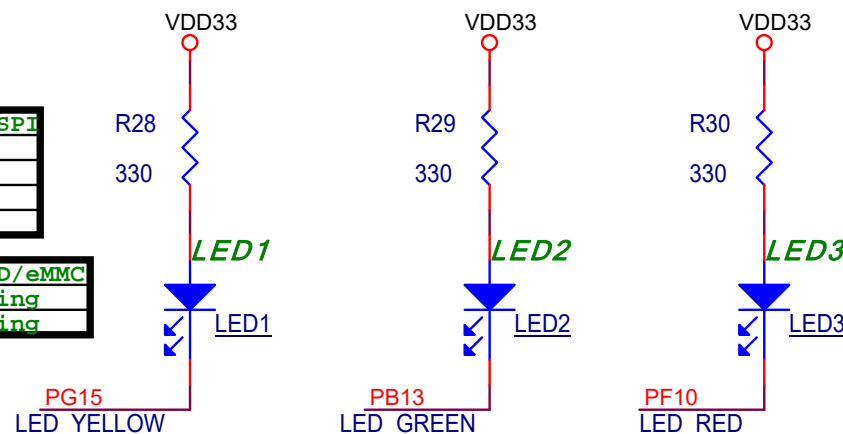 VDD33 VDD33 VDD33
SPI
R28 R29 R30
330 330 330
LED1 LED2 LED3
D/eMMC
ing
LED1 LED2 LED3
ing
PG15 PB13 PF10
LED YELLOW LED GREEN LED RED